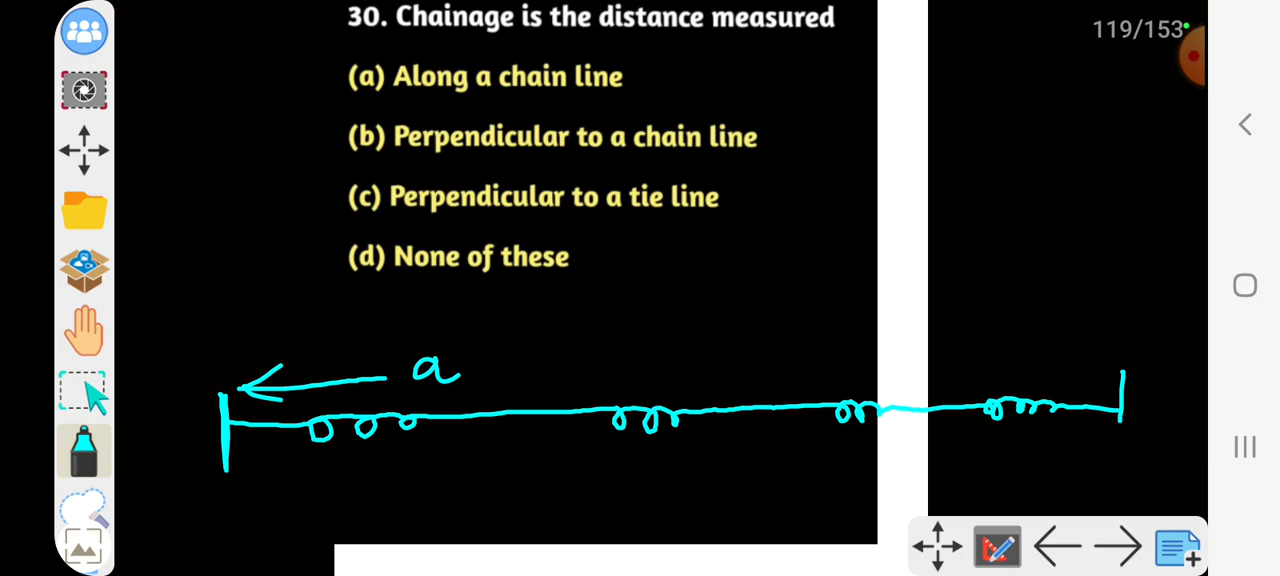 30. Chainage is the distance measured
119/153
(a) Along a chain line
(b) Perpendicular to a chain line
(c) Perpendicular to a tie line
(d) None of these
a